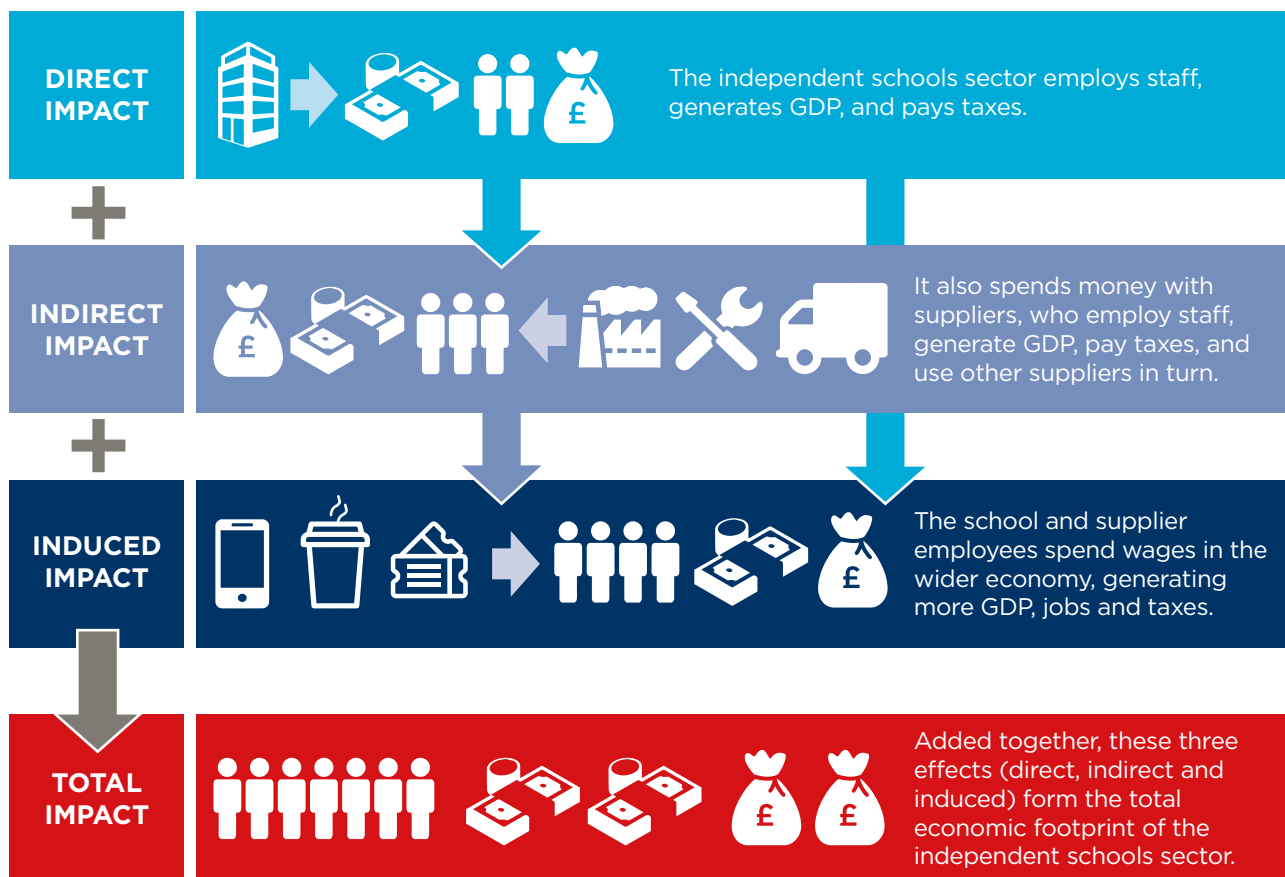 DIRECT
IMPACT
£
The independent schools sector employs staff,
generates GDP, and pays taxes.
+
INDIRECT
IMPACT
£
It also spends money with
suppliers, who employ staff,
generate GDP, pay taxes, and
use other suppliers in turn.
+
INDUCED
IMPACT
£
The school and supplier
employees spend wages in the
wider economy, generating
more GDP, jobs and taxes.
TOTAL
IMPACT
£
£
Added together, these three
effects (direct, indirect and
induced) form the total
economic footprint of the
independent schools sector.